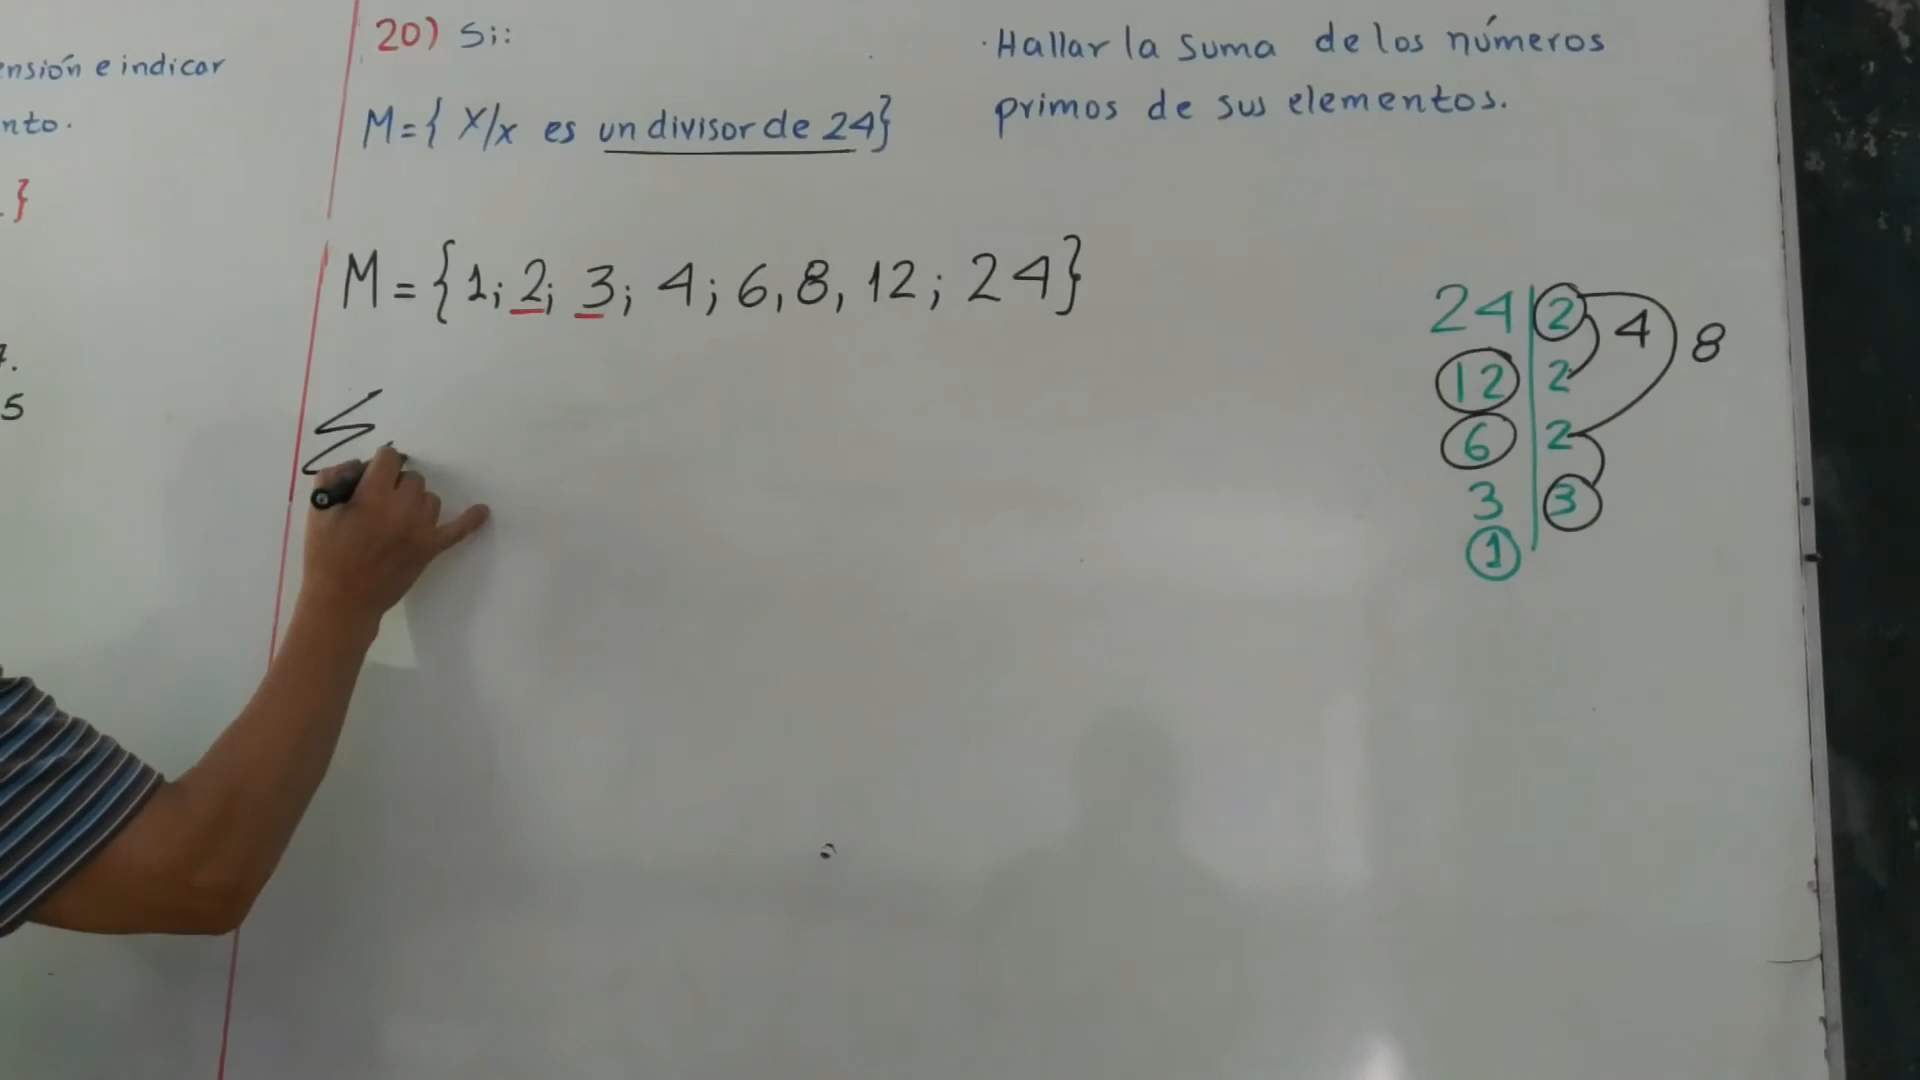 e indicar
.}
5
20) Si:
M={ X/x es un divisor de 24}
· Hallar la suma de los números
primos de sus elementos.
M={1; 2; 3; 4; 6, 8, 12; 24}
Σ
24 | 2 4 8
12 | 2
6 | 2
3 | 3
1